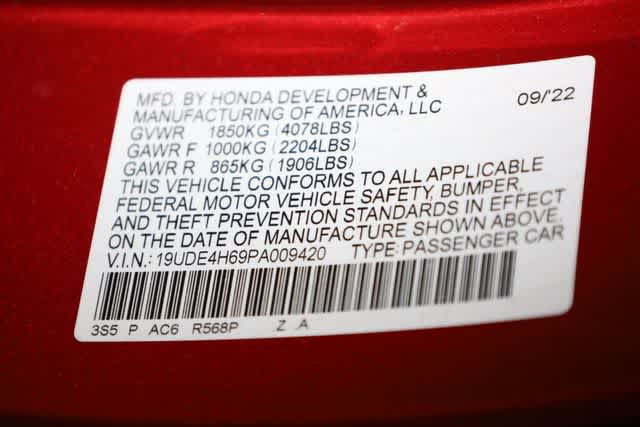 MFD. BY HONDA DEVELOPMENT &
MANUFACTURING OF AMERICA, LLC 09/'22
GVWR 1850KG (4078LBS)
GAWR F 1000KG (2204LBS)
GAWR R 865KG (1906LBS)
THIS VEHICLE CONFORMS TO ALL APPLICABLE
FEDERAL MOTOR VEHICLE SAFETY, BUMPER,
AND THEFT PREVENTION STANDARDS IN EFFECT
ON THE DATE OF MANUFACTURE SHOWN ABOVE.
V.I.N.: 19UDE4H69PA009420 TYPE: PASSENGER CAR
3S5 P AC6 R568P Z A